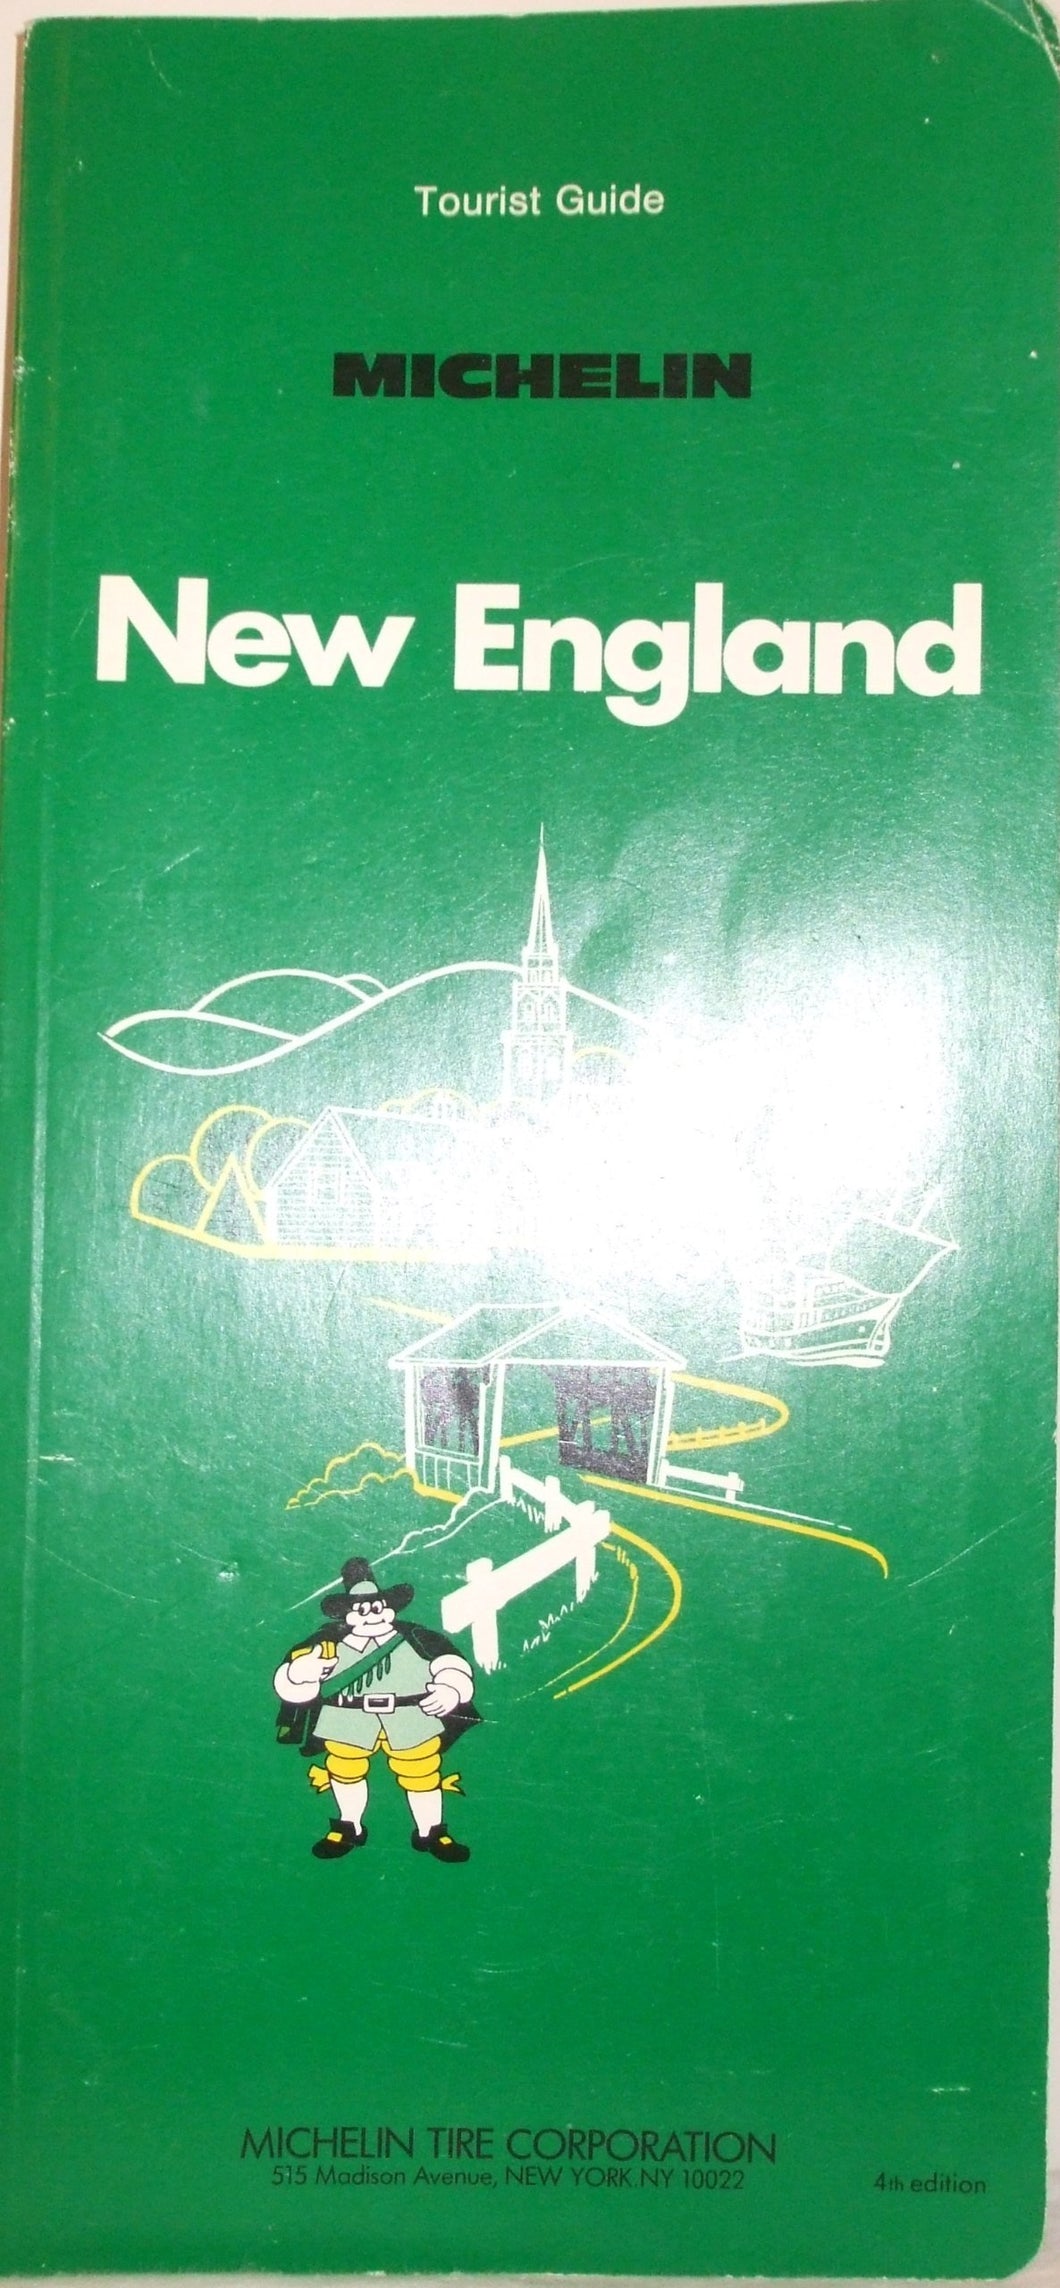 Tourist Guide
MICHELIN
New England
MICHELIN TIRE CORPORATION
515 Madison Avenue, NEW YORK.NY 10022
4th edition